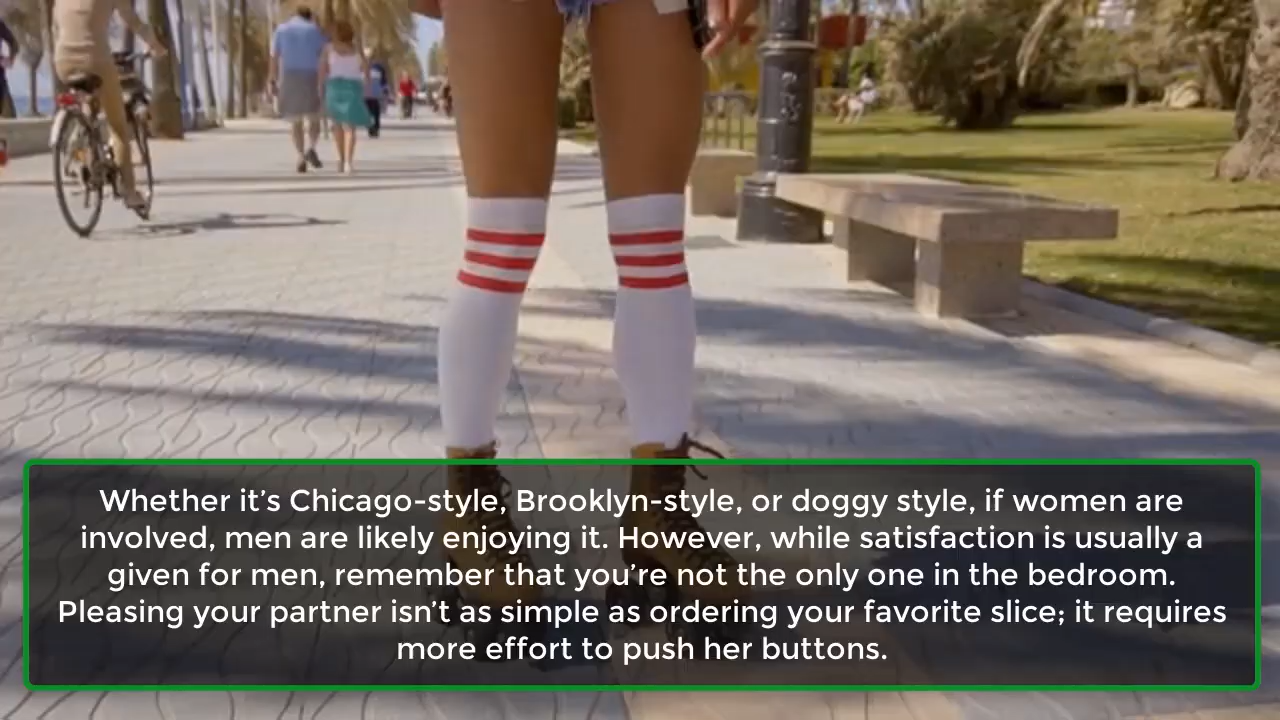 Whether it’s Chicago-style, Brooklyn-style, or doggy style, if women are
involved, men are likely enjoying it. However, while satisfaction is usually a
given for men, remember that you’re not the only one in the bedroom.
Pleasing your partner isn’t as simple as ordering your favorite slice; it requires
more effort to push her buttons.